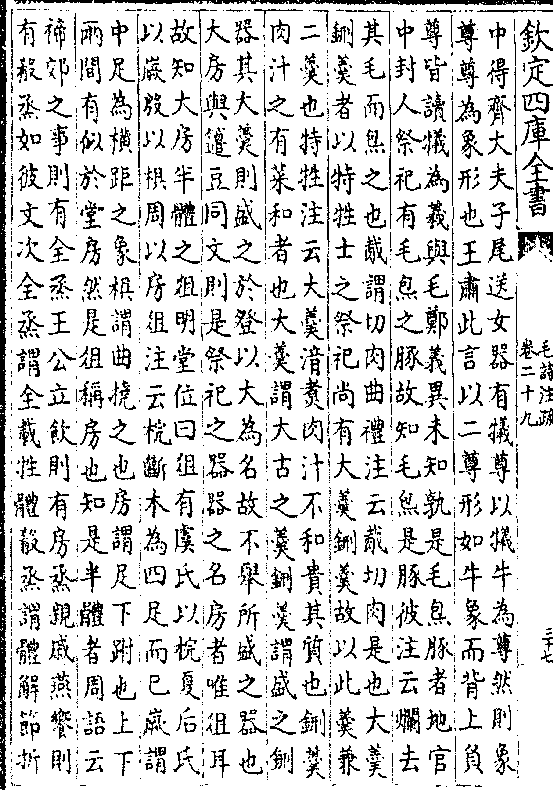 欽定四庫全書
毛詩注疏
卷二十九
三十七
中得齊大夫子尾送女器有犧尊以犧牛為尊然則象
尊尊為象形也王肅此言以二尊形如牛象而背上負
尊皆讀犧為羲與毛鄭義異未知孰是毛炰豚者地官
中封人祭祀有毛炰之豚故知毛炰是豚彼注云爓去
其毛而炰之也胾謂切肉曲禮注云胾切肉是也大羹
鉶羹者以特牲士之祭祀尚有大羹鉶羹故以此羹兼
二羹也特牲注云大羹湆煑肉汁不和貴其質也鉶羹
肉汁之有菜和者也大羹謂大古之羹鉶羹謂盛之鉶
器其大羹則盛之於登以大為名故不舉所盛之器也
大房與籩豆同文則是祭祀之器器之名房者唯俎耳
故知大房半體之俎明堂位曰俎有虞氏以梡夏后氏
以嶡殷以椇周以房俎注云梡斷木為四足而已嶡謂
中足為橫距之象椇謂曲撓之也房謂足下跗也上下
兩間有似於堂房然是俎稱房也知是半體者周語云
禘郊之事則有全烝王公立飫則有房烝親戚燕饗則
有殽烝如彼文次全烝謂全載牲體殽烝謂體解節折